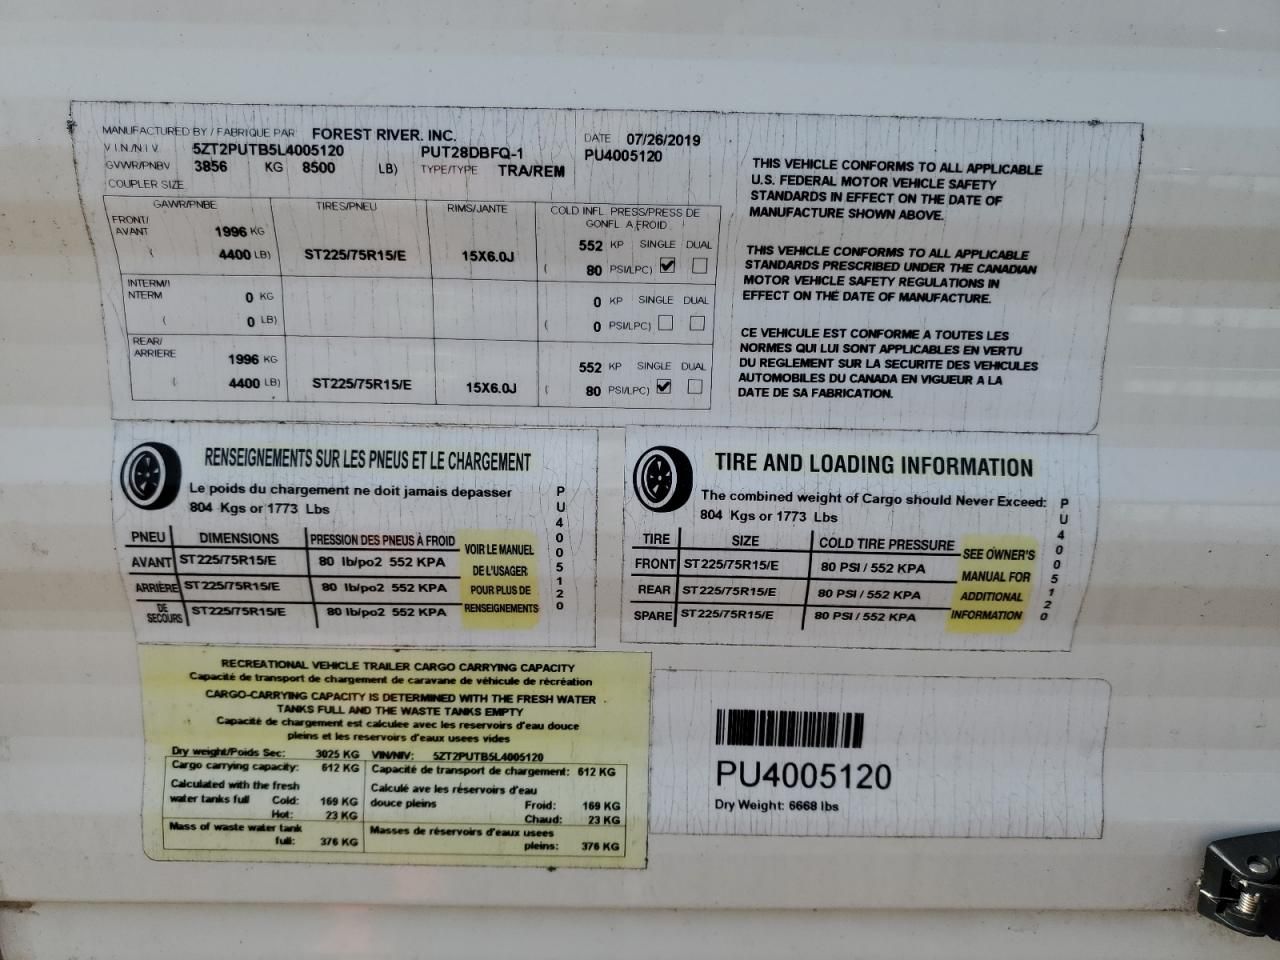 MANUFACTURED BY / FABRIQUE PAR FOREST RIVER, INC. DATE 07/26/2019
V I N /N I V 5ZT2PUTB5L4005120 PUT28DBFQ-1 PU4005120
GVWR/PNBV 3856 KG 8500 LB) TYPE/TYPE TRA/REM
COUPLER SIZE
GAWR/PNBE TIRES/PNEU RIMS/JANTE COLD INFL PRESS/PRESS DE
GONFL A FROID
FRONT/
AVANT 1996 KG 552 KP SINGLE DUAL
( 4400 LB) ST225/75R15/E 15X6.0J ( 80 PSI/LPC)
INTERM/I
NTERM 0 KG 0 KP SINGLE DUAL
( 0 LB) ( 0 PSI/LPC)
REAR/
ARRIERE 1996 KG 552 KP SINGLE DUAL
( 4400 LB) ST225/75R15/E 15X6.0J ( 80 PSI/LPC)
THIS VEHICLE CONFORMS TO ALL APPLICABLE
U.S. FEDERAL MOTOR VEHICLE SAFETY
STANDARDS IN EFFECT ON THE DATE OF
MANUFACTURE SHOWN ABOVE.
THIS VEHICLE CONFORMS TO ALL APPLICABLE
STANDARDS PRESCRIBED UNDER THE CANADIAN
MOTOR VEHICLE SAFETY REGULATIONS IN
EFFECT ON THE DATE OF MANUFACTURE.
CE VEHICULE EST CONFORME A TOUTES LES
NORMES QUI LUI SONT APPLICABLES EN VERTU
DU REGLEMENT SUR LA SECURITE DES VEHICULES
AUTOMOBILES DU CANADA EN VIGUEUR A LA
DATE DE SA FABRICATION.
RENSEIGNEMENTS SUR LES PNEUS ET LE CHARGEMENT
Le poids du chargement ne doit jamais depasser
804 Kgs or 1773 Lbs
PNEU DIMENSIONS PRESSION DES PNEUS À FROID
AVANT ST225/75R15/E 80 lb/po2 552 KPA
ARRIÈRE ST225/75R15/E 80 lb/po2 552 KPA
DE
SECOURS ST225/75R15/E 80 lb/po2 552 KPA
VOIR LE MANUEL
DE L'USAGER
POUR PLUS DE
RENSEIGNEMENTS
PU4005120
TIRE AND LOADING INFORMATION
The combined weight of Cargo should Never Exceed:
804 Kgs or 1773 Lbs
TIRE SIZE COLD TIRE PRESSURE
FRONT ST225/75R15/E 80 PSI / 552 KPA
REAR ST225/75R15/E 80 PSI / 552 KPA
SPARE ST225/75R15/E 80 PSI / 552 KPA
SEE OWNER'S
MANUAL FOR
ADDITIONAL
INFORMATION
PU4005120
RECREATIONAL VEHICLE TRAILER CARGO CARRYING CAPACITY
Capacité de transport de chargement de caravane de véhicule de récréation
CARGO-CARRYING CAPACITY IS DETERMINED WITH THE FRESH WATER
TANKS FULL AND THE WASTE TANKS EMPTY
Capacité de chargement est calculee avec les reservoirs d'eau douce
pleins et les reservoirs d'eaux usees vides
Dry weight/Poids Sec: 3025 KG VIN/NIV: 5ZT2PUTB5L4005120
Cargo carrying capacity: 612 KG Capacité de transport de chargement: 612 KG
Calculated with the fresh
water tanks full Cold: 169 KG
Hot: 23 KG
Calculé ave les réservoirs d'eau
douce pleins Froid: 169 KG
Chaud: 23 KG
Mass of waste water tank
full: 376 KG
Masses de réservoirs d'eaux usees
pleins: 376 KG
PU4005120
Dry Weight: 6668 lbs